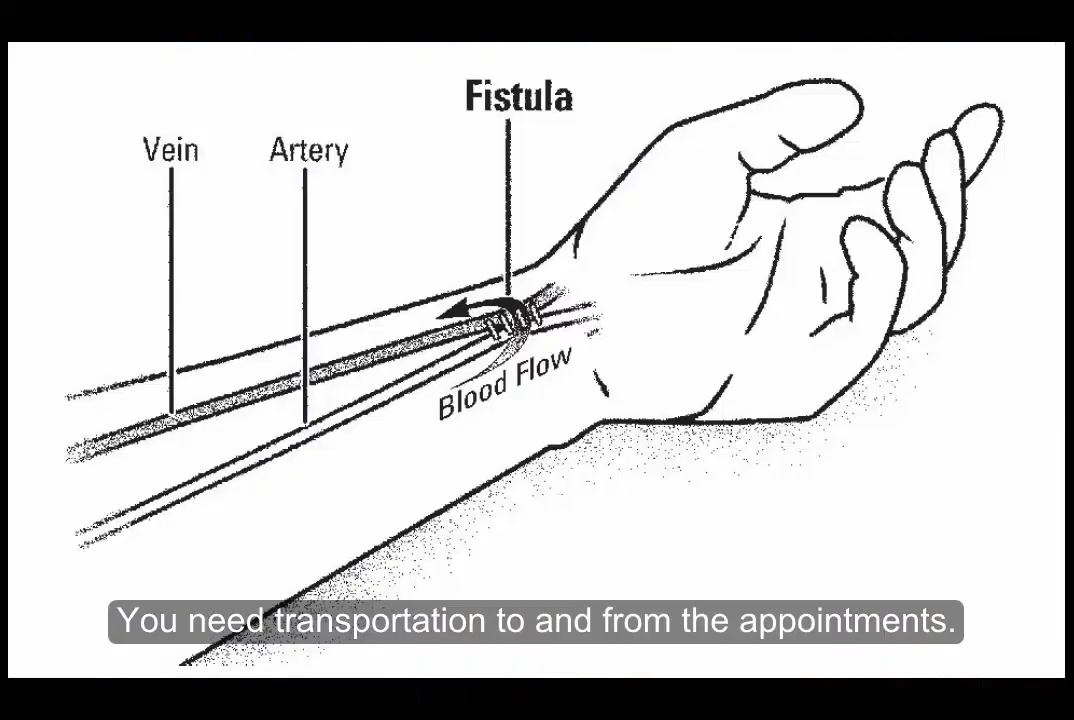 Fistula
Vein
Artery
Blood Flow
You need transportation to and from the appointments.